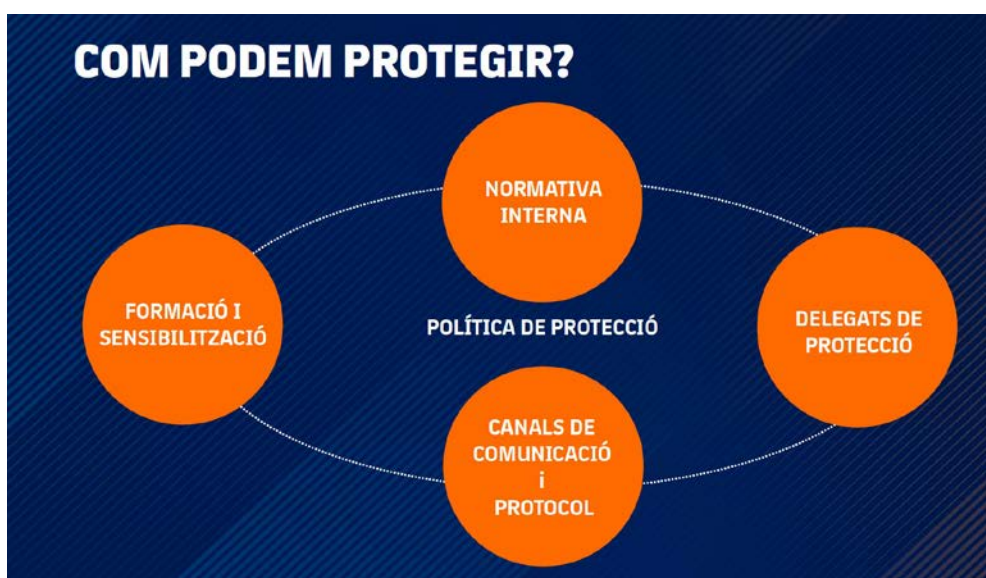 COM PODEM PROTEGIR?
NORMATIVA
INTERNA
FORMACIÓ I
SENSIBILITZACIÓ
POLÍTICA DE PROTECCIÓ
DELEGATS DE
PROTECCIÓ
CANALS DE
COMUNICACIÓ
i
PROTOCOL